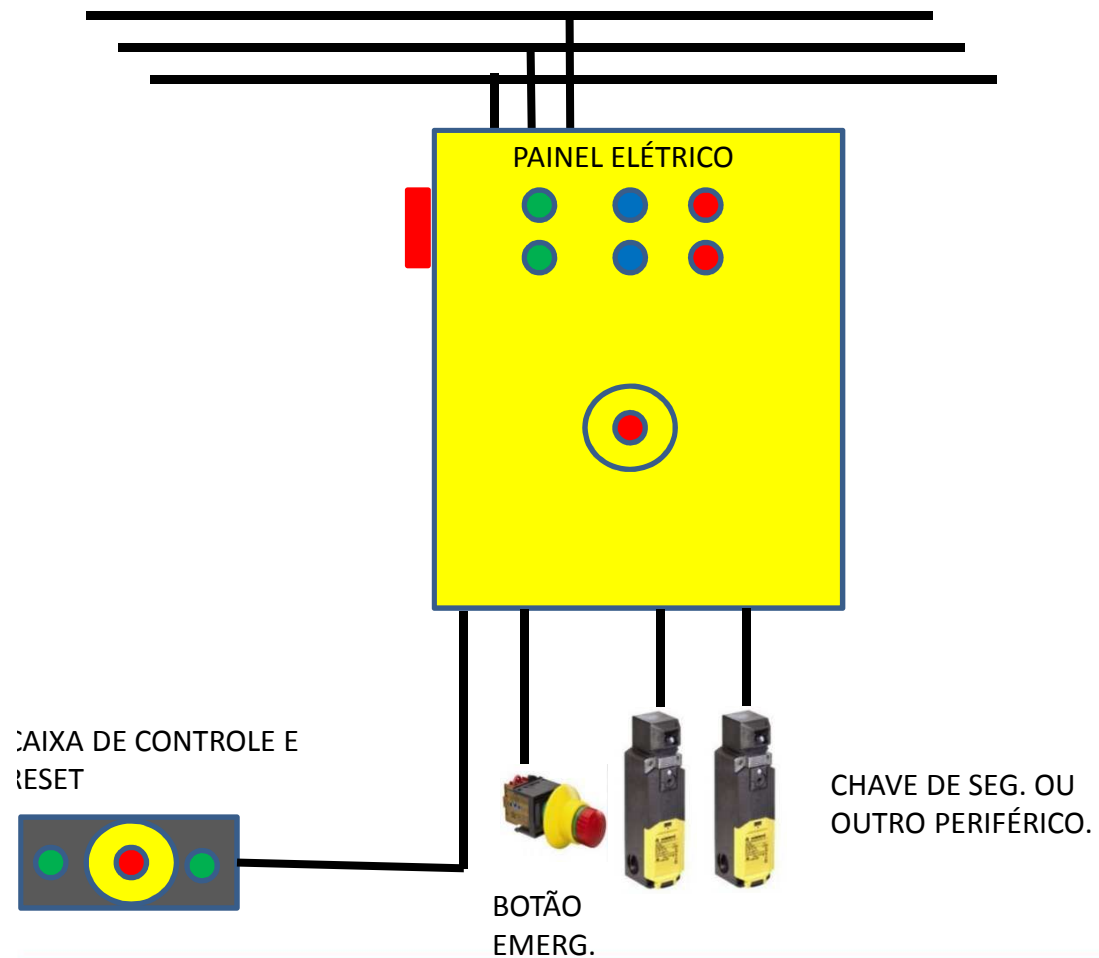 PAINEL ELÉTRICO
CAIXA DE CONTROLE E
RESET
CHAVE DE SEG. OU
OUTRO PERIFÉRICO.
BOTÃO
EMERG.